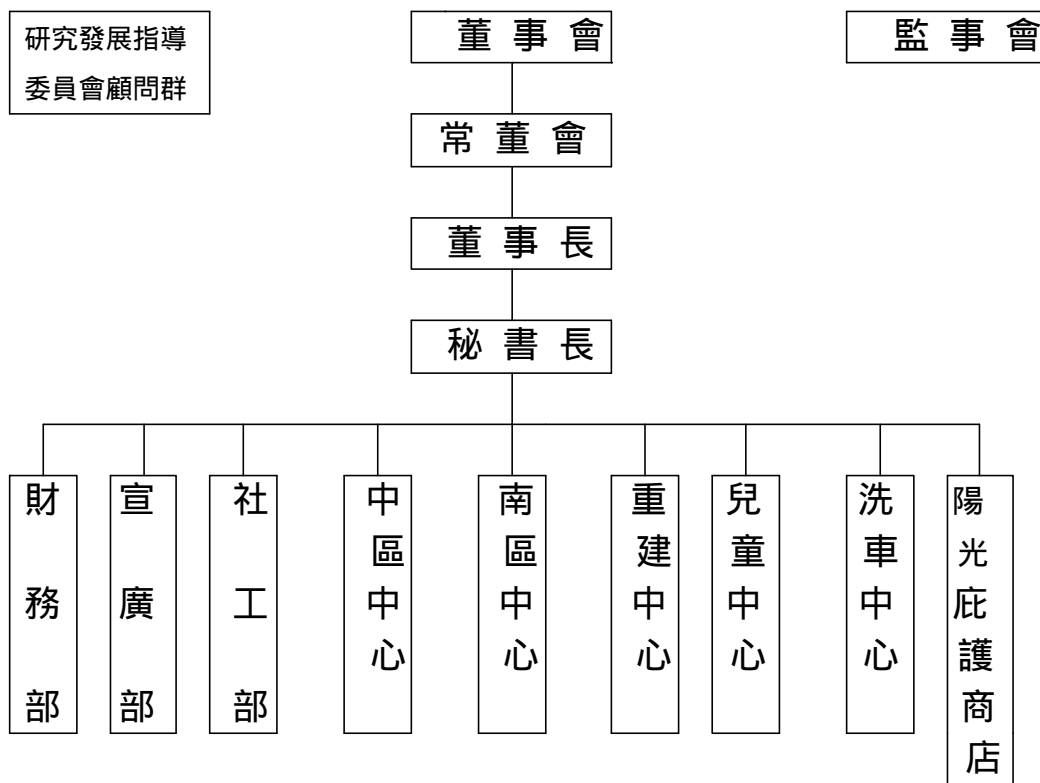 研究發展指導
委員會顧問群
董事會
監事會
常董會
董事長
秘書長
財務部
宣廣部
社工部
中區中心
南區中心
重建中心
兒童中心
洗車中心
陽光庇護商店